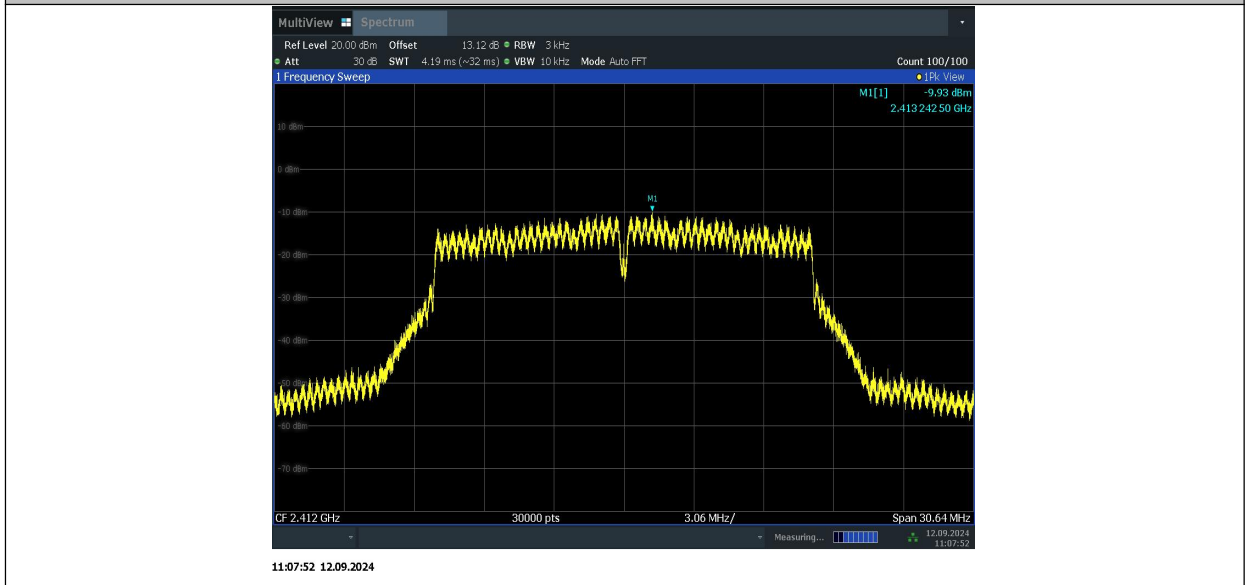 MultiView Spectrum
Ref Level 20.00 dBm Offset 13.12 dB RBW 3 kHz
Att 30 dB SWT 4.19 ms (~32 ms) VBW 10 kHz Mode Auto FFT Count 100/100
1 Frequency Sweep 1Pk View
M1[1] -9.93 dBm
2.413 242 50 GHz
10 dBm
0 dBm
M1
-10 dBm
-20 dBm
-30 dBm
-40 dBm
-50 dBm
-60 dBm
-70 dBm
CF 2.412 GHz 30000 pts 3.06 MHz/ Span 30.64 MHz
Measuring... 12.09.2024
11:07:52
11:07:52 12.09.2024